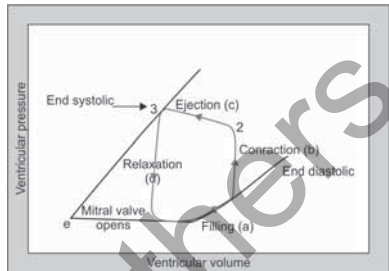 Ventricular pressure
End systolic
3
Ejection (c)
2
Conraction (b)
End diastolic
Relaxation
(d)
Mitral valve
opens
e
Filling (a)
Ventricular volume